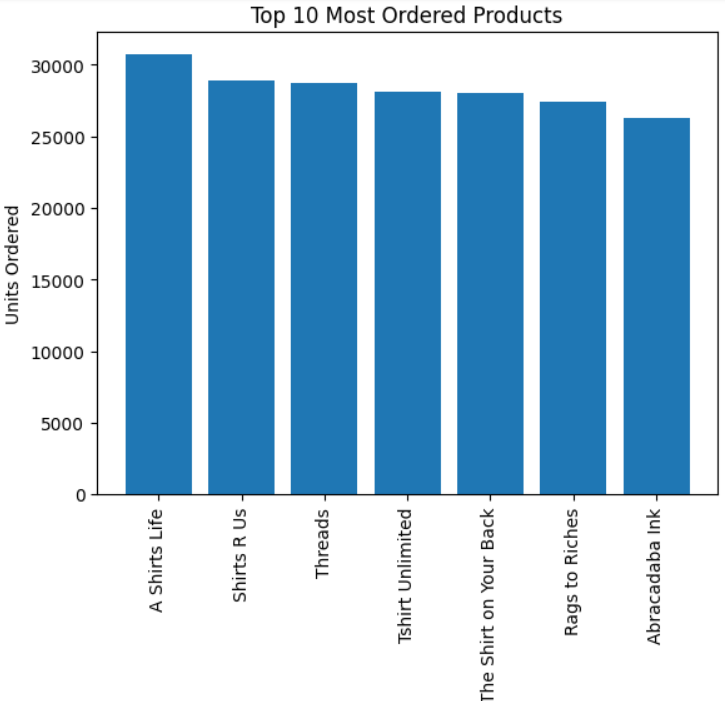 Top 10 Most Ordered Products
Units Ordered
30000
25000
20000
15000
10000
5000
0
A Shirts Life
Shirts R Us
Threads
Tshirt Unlimited
The Shirt on Your Back
Rags to Riches
Abracadaba Ink